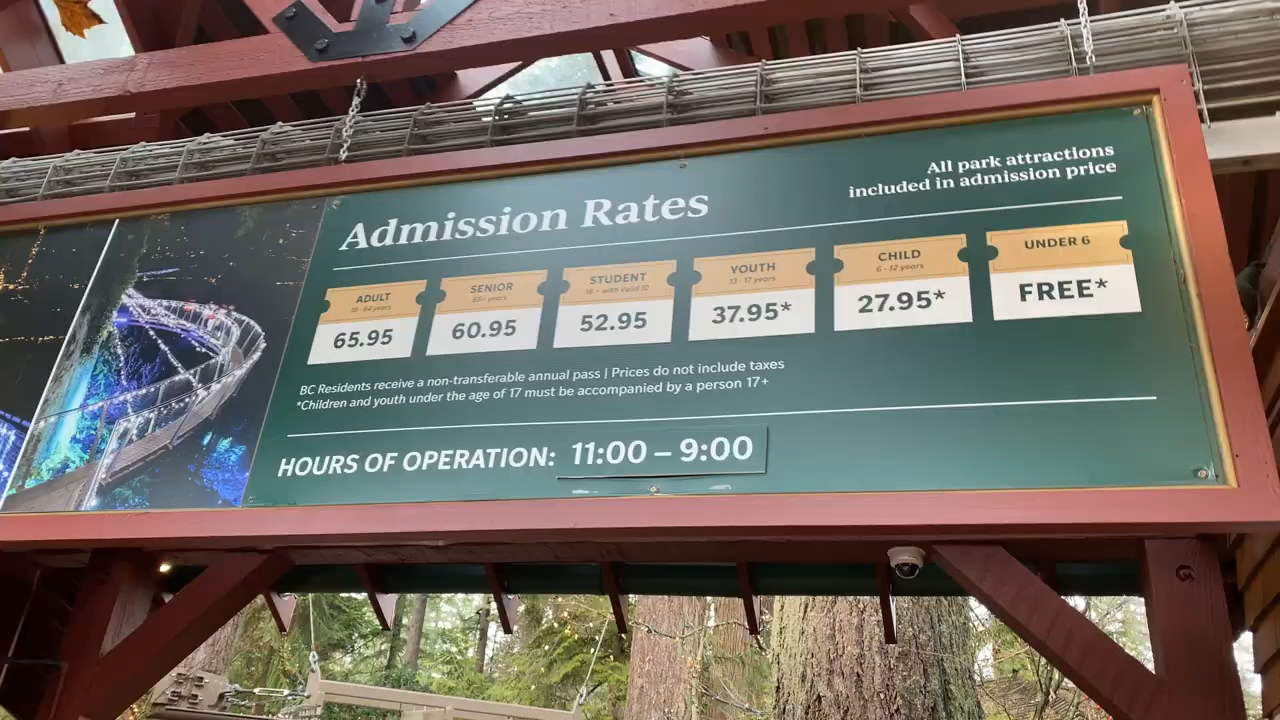 All park attractions
included in admission price
Admission Rates
ADULT
18 - 64 years
65.95
SENIOR
65+ years
60.95
STUDENT
18 + with Valid ID
52.95
YOUTH
13 - 17 years
37.95*
CHILD
6 - 12 years
27.95*
UNDER 6
FREE*
BC Residents receive a non-transferable annual pass | Prices do not include taxes
*Children and youth under the age of 17 must be accompanied by a person 17+
HOURS OF OPERATION: 11:00 – 9:00